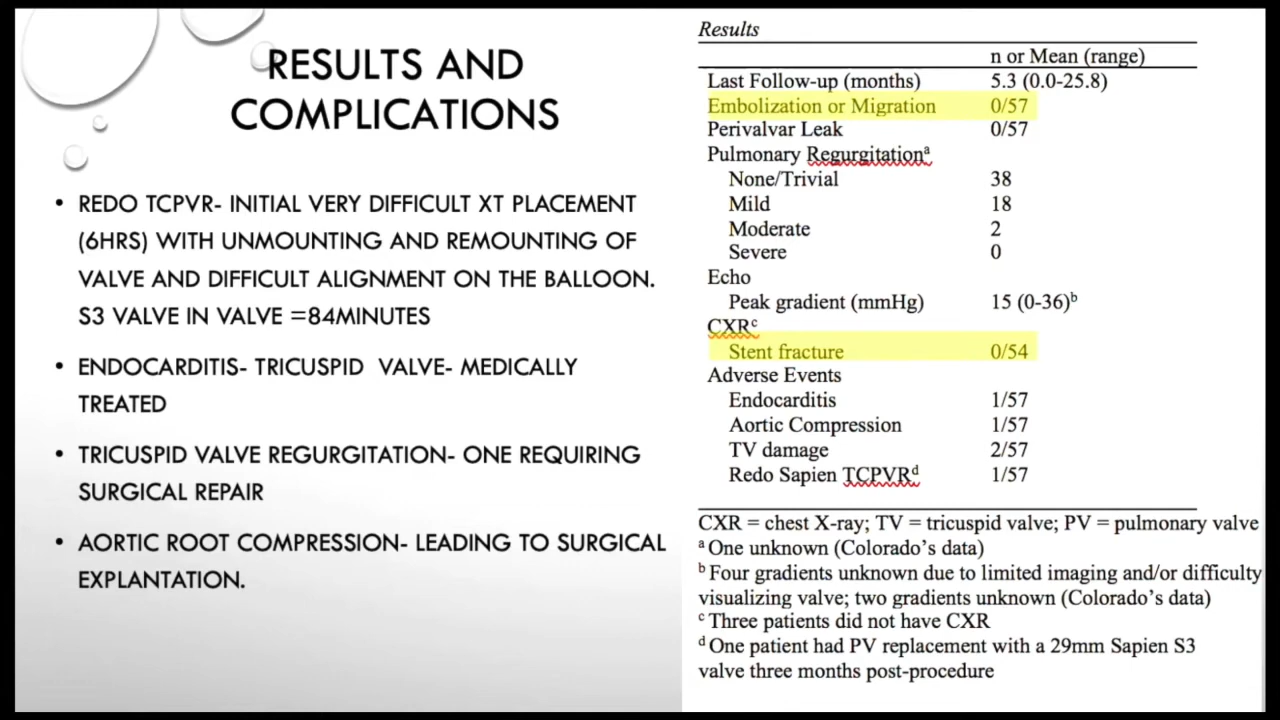 RESULTS AND
COMPLICATIONS
• REDO TCPVR- INITIAL VERY DIFFICULT XT PLACEMENT
(6HRS) WITH UNMOUNTING AND REMOUNTING OF
VALVE AND DIFFICULT ALIGNMENT ON THE BALLOON.
S3 VALVE IN VALVE =84MINUTES
• ENDOCARDITIS- TRICUSPID VALVE- MEDICALLY
TREATED
• TRICUSPID VALVE REGURGITATION- ONE REQUIRING
SURGICAL REPAIR
• AORTIC ROOT COMPRESSION- LEADING TO SURGICAL
EXPLANTATION.
Results
n or Mean (range)
Last Follow-up (months) 5.3 (0.0-25.8)
Embolization or Migration 0/57
Perivalvar Leak 0/57
Pulmonary Regurgitationᵃ
None/Trivial 38
Mild 18
Moderate 2
Severe 0
Echo
Peak gradient (mmHg) 15 (0-36)ᵇ
CXRᶜ
Stent fracture 0/54
Adverse Events
Endocarditis 1/57
Aortic Compression 1/57
TV damage 2/57
Redo Sapien TCPVRᵈ 1/57
CXR = chest X-ray; TV = tricuspid valve; PV = pulmonary valve
ᵃ One unknown (Colorado's data)
ᵇ Four gradients unknown due to limited imaging and/or difficulty
visualizing valve; two gradients unknown (Colorado's data)
ᶜ Three patients did not have CXR
ᵈ One patient had PV replacement with a 29mm Sapien S3
valve three months post-procedure